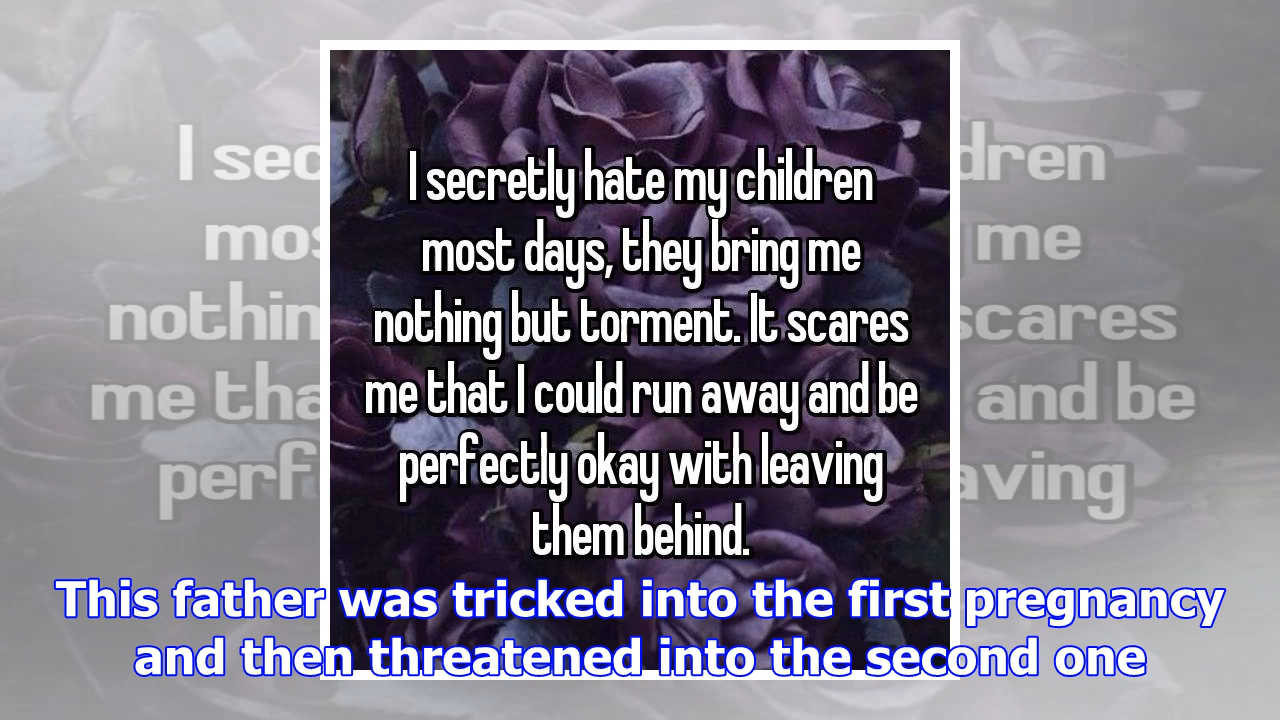 I secretly hate my children
most days, they bring me
nothing but torment. It scares
me that I could run away and be
perfectly okay with leaving
them behind.
This father was tricked into the first pregnancy
and then threatened into the second one